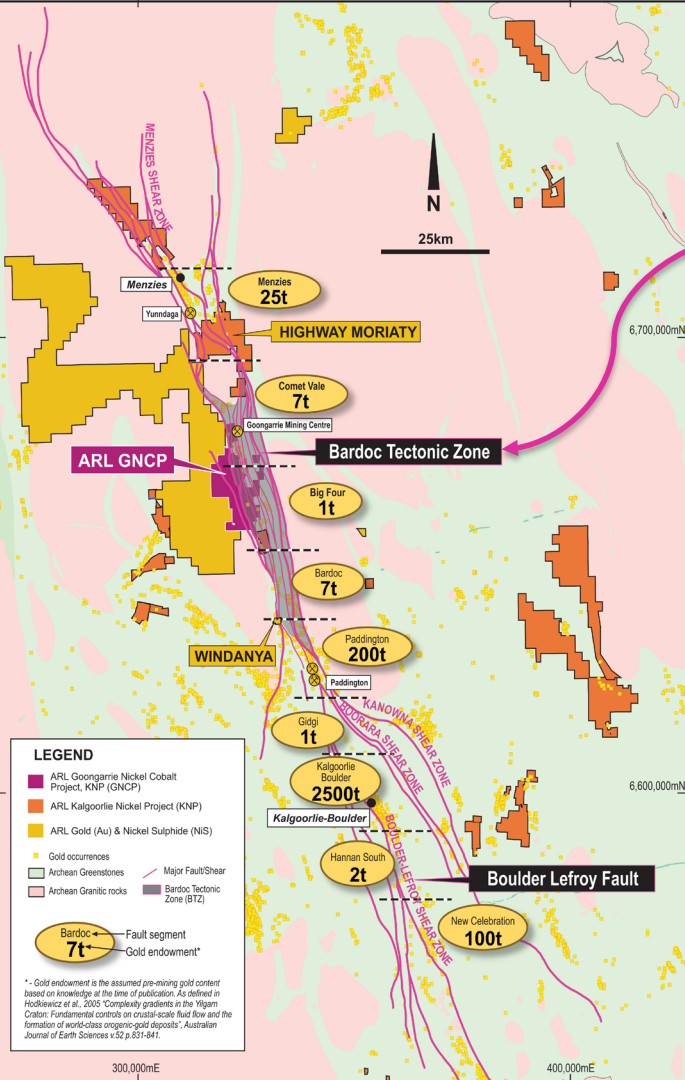 MENZIES SHEAR ZONE
N
25km
Menzies
Menzies
25t
Yunndaga
HIGHWAY MORIATY
6,700,000mN
Comet Vale
7t
Goongarrie Mining Centre
ARL GNCP
Bardoc Tectonic Zone
Big Four
1t
Bardoc
7t
WINDANYA
Paddington
200t
Paddington
KANOWNA SHEAR ZONE
BOORARA SHEAR ZONE
Gidgi
1t
Kalgoorlie
Boulder
2500t
6,600,000mN
Kalgoorlie-Boulder
BOULDER-LEFROY SHEAR ZONE
Hannan South
2t
Boulder Lefroy Fault
New Celebration
100t
LEGEND
ARL Goongarrie Nickel Cobalt
Project, KNP (GNCP)
ARL Kalgoorlie Nickel Project (KNP)
ARL Gold (Au) & Nickel Sulphide (NiS)
Gold occurrences
Archean Greenstones
Archean Granitic rocks
Major Fault/Shear
Bardoc Tectonic
Zone (BTZ)
Bardoc
7t
Fault segment
Gold endowment*
* - Gold endowment is the assumed pre-mining gold content
based on knowledge at the time of publication. As defined in
Hodkiewicz et al., 2005 "Complexity gradients in the Yilgarn
Craton: Fundamental controls on crustal-scale fluid flow and the
formation of world-class orogenic-gold deposits", Australian
Journal of Earth Sciences v.52 p.831-841.
300,000mE
400,000mE